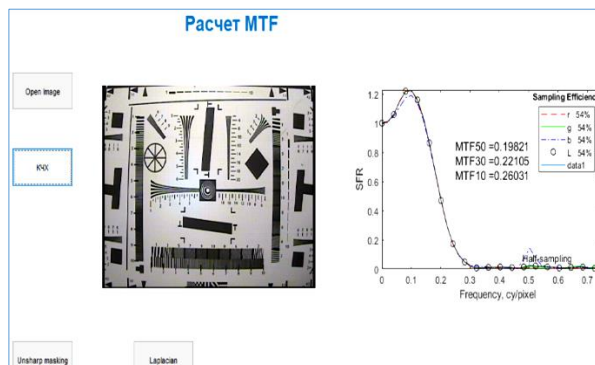 Расчет MTF
Open Image
КЧХ
Unsharp masking
Laplacian
Sampling Efficiency
r 54%
g 54%
b 54%
L 54%
data1
MTF50 =0.19821
MTF30 =0.22105
MTF10 =0.26031
Half-sampling
SFR
1.2
1
0.8
0.6
0.4
0.2
0
0 0.1 0.2 0.3 0.4 0.5 0.6 0.7
Frequency, cy/pixel